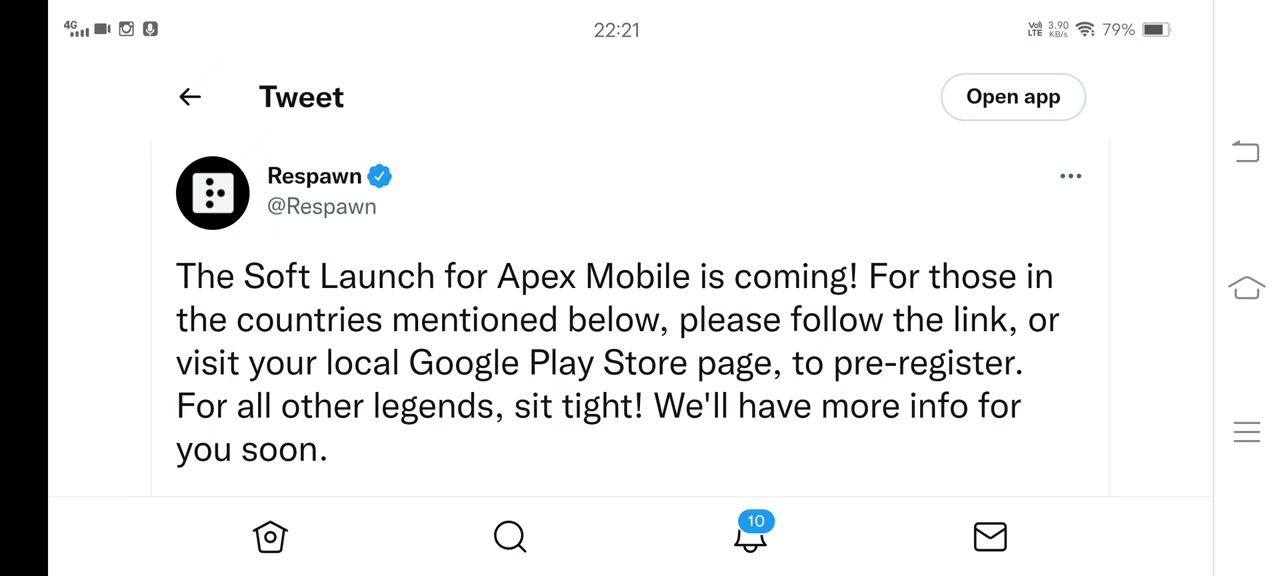 4G 22:21 Vo) LTE 3.90 KB/s 79%
Tweet Open app
Respawn
@Respawn
The Soft Launch for Apex Mobile is coming! For those in
the countries mentioned below, please follow the link, or
visit your local Google Play Store page, to pre-register.
For all other legends, sit tight! We'll have more info for
you soon.
10